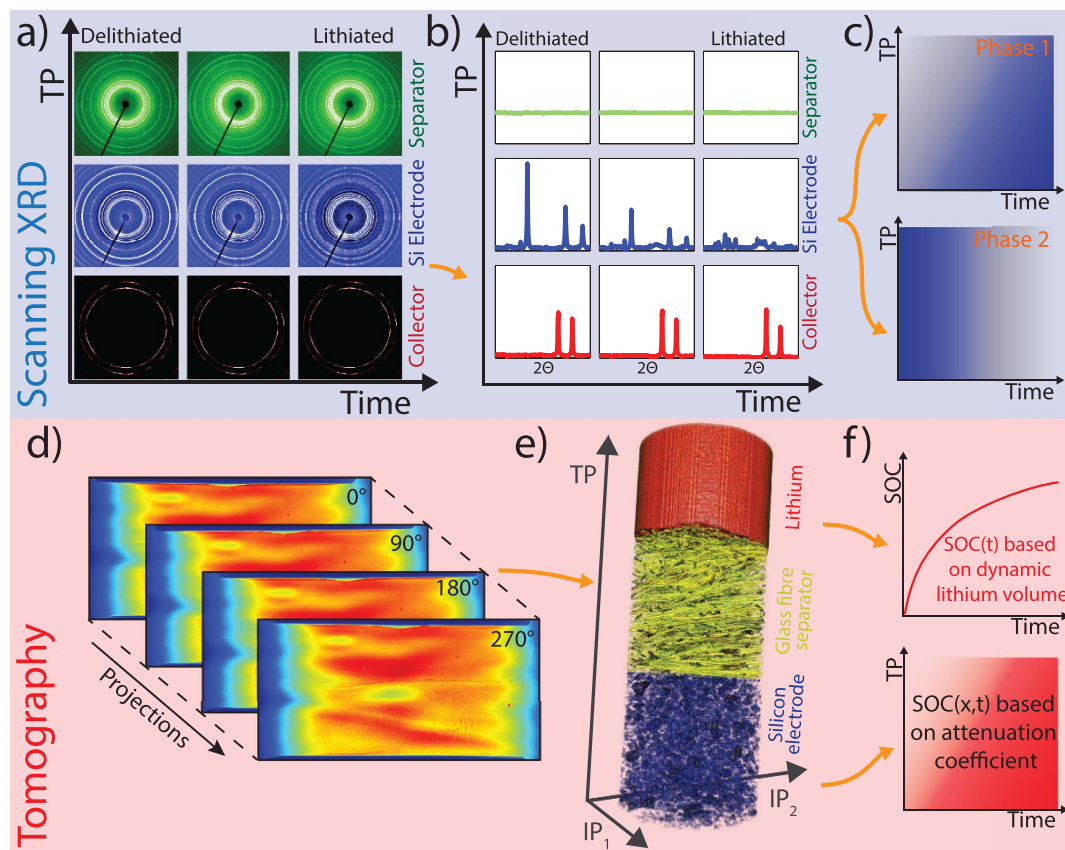 Scanning XRD
a)
TP
Delithiated
Lithiated
Separator
Si Electrode
Collector
Time
b)
TP
Delithiated
Lithiated
Separator
Si Electrode
Collector
2Θ
2Θ
2Θ
Time
c)
TP
Phase 1
Time
TP
Phase 2
Time
Tomography
d)
0°
90°
180°
270°
Projections
e)
TP
Lithium
Glass fibre
separator
Silicon
electrode
IP2
IP1
f)
SOC
SOC(t) based
on dynamic
lithium volume
Time
TP
SOC(x,t) based
on attenuation
coefficient
Time